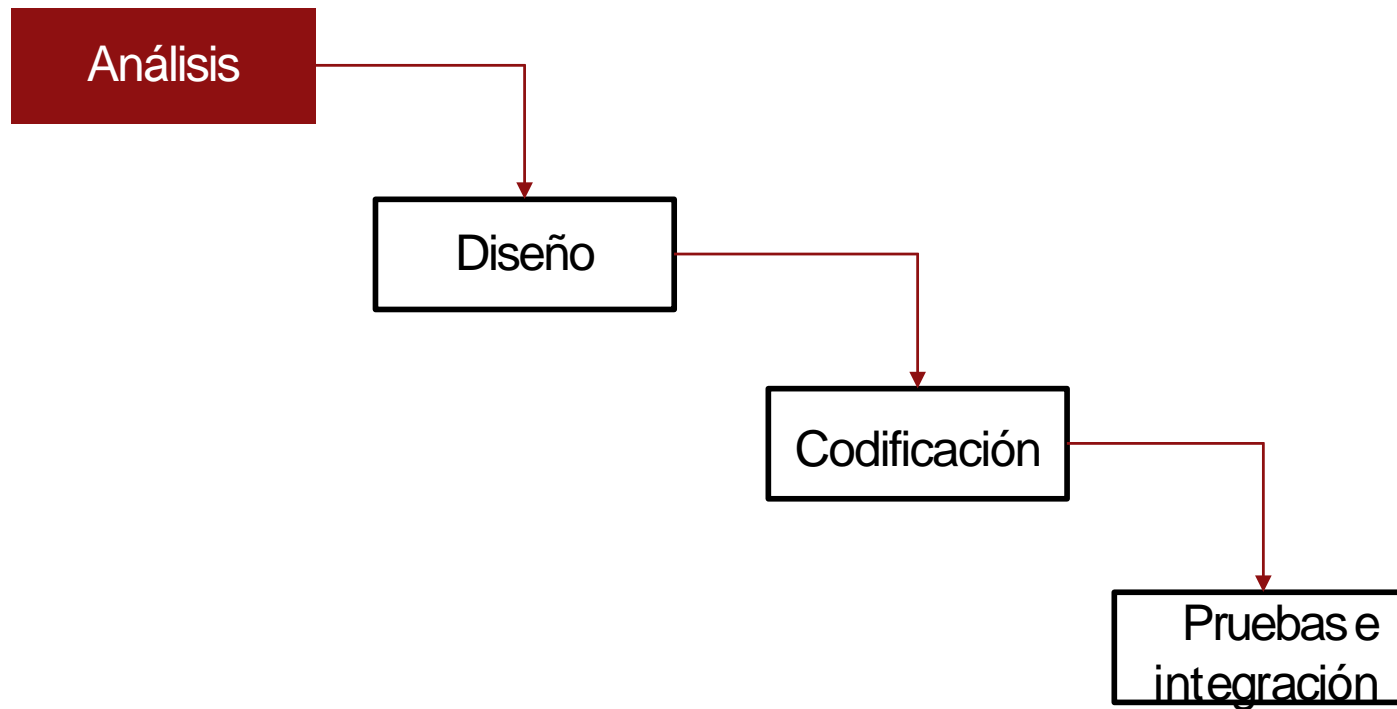 Análisis
Diseño
Codificación
Pruebas e
integración